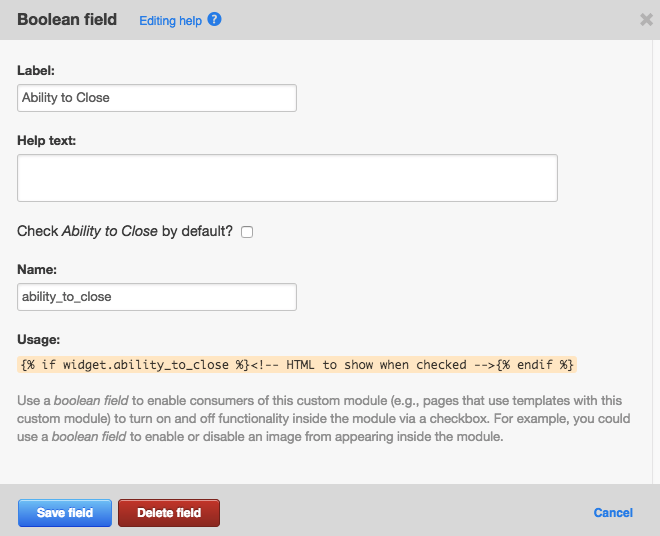 Boolean field Editing help ?
Label:
Ability to Close
Help text:
Check Ability to Close by default?
Name:
ability_to_close
Usage:
{% if widget.ability_to_close %}<!-- HTML to show when checked -->{% endif %}
Use a boolean field to enable consumers of this custom module (e.g., pages that use templates with this
custom module) to turn on and off functionality inside the module via a checkbox. For example, you could
use a boolean field to enable or disable an image from appearing inside the module.
Save field Delete field Cancel